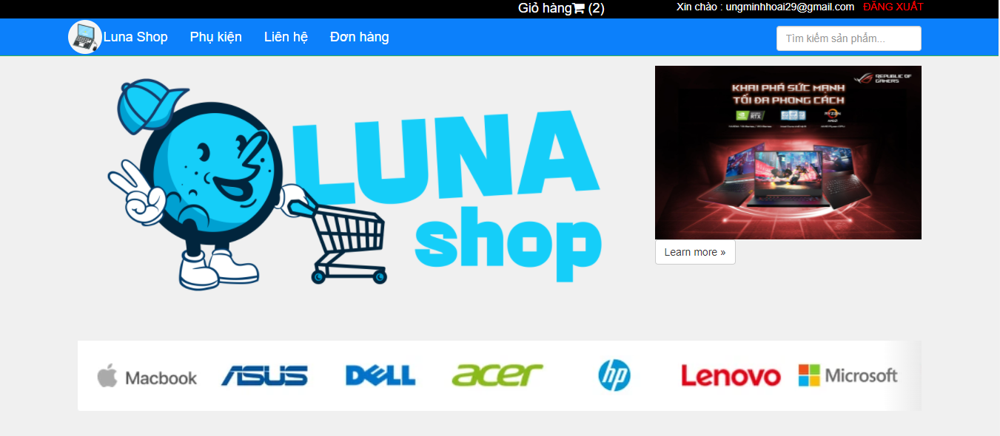 Giỏ hàng (2)
Xin chào : ungminhhoai29@gmail.com ĐĂNG XUẤT
Luna Shop Phụ kiện Liên hệ Đơn hàng
Tìm kiếm sản phẩm...
LUNA
shop
REPUBLIC OF
GAMERS
KHAI PHÁ SỨC MẠNH
TỐI ĐA PHONG CÁCH
RTX
RYZEN
Learn more »
Macbook ASUS DELL acer hp Lenovo Microsoft